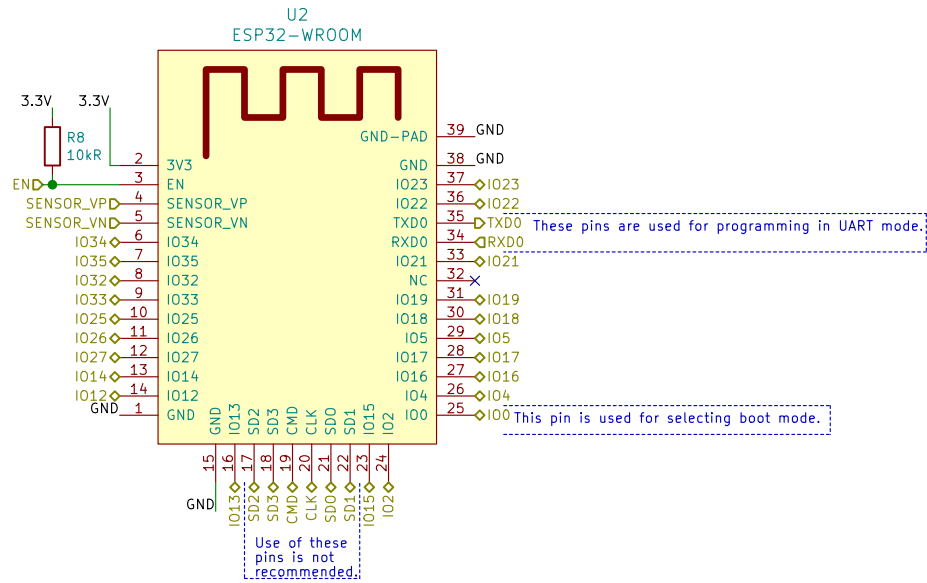 U2
ESP32-WROOM
3.3V
3.3V
R8
10kR
GND-PAD 39 GND
2 3V3
GND 38 GND
EN 3 EN
IO23 37 IO23
SENSOR_VP 4 SENSOR_VP
IO22 36 IO22
SENSOR_VN 5 SENSOR_VN
TXD0 35 TXD0
These pins are used for programming in UART mode.
IO34 6 IO34
RXD0 34 RXD0
IO35 7 IO35
IO21 33 IO21
IO32 8 IO32
NC 32
IO33 9 IO33
IO19 31 IO19
IO25 10 IO25
IO18 30 IO18
IO26 11 IO26
IO5 29 IO5
IO27 12 IO27
IO17 28 IO17
IO14 13 IO14
IO16 27 IO16
IO12 14 IO12
IO4 26 IO4
GND 1 GND
IO0 25 IO0
This pin is used for selecting boot mode.
GND 15 GND
IO13 16 IO13
SD2 17 SD2
SD3 18 SD3
CMD 19 CMD
CLK 20 CLK
SD0 21 SD0
SD1 22 SD1
IO15 23 IO15
IO2 24 IO2
Use of these
pins is not
recommended.